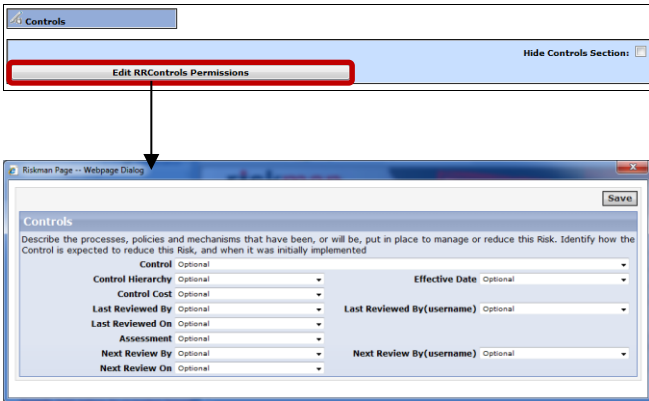 Controls
Hide Controls Section:
Edit RRControls Permissions
Riskman Page -- Webpage Dialog
Save
Controls
Describe the processes, policies and mechanisms that have been, or will be, put in place to manage or reduce this Risk. Identify how the
Control is expected to reduce this Risk, and when it was initially implemented
Control Optional
Control Hierarchy Optional Effective Date Optional
Control Cost Optional
Last Reviewed By Optional Last Reviewed By(username) Optional
Last Reviewed On Optional
Assessment Optional
Next Review By Optional Next Review By(username) Optional
Next Review On Optional